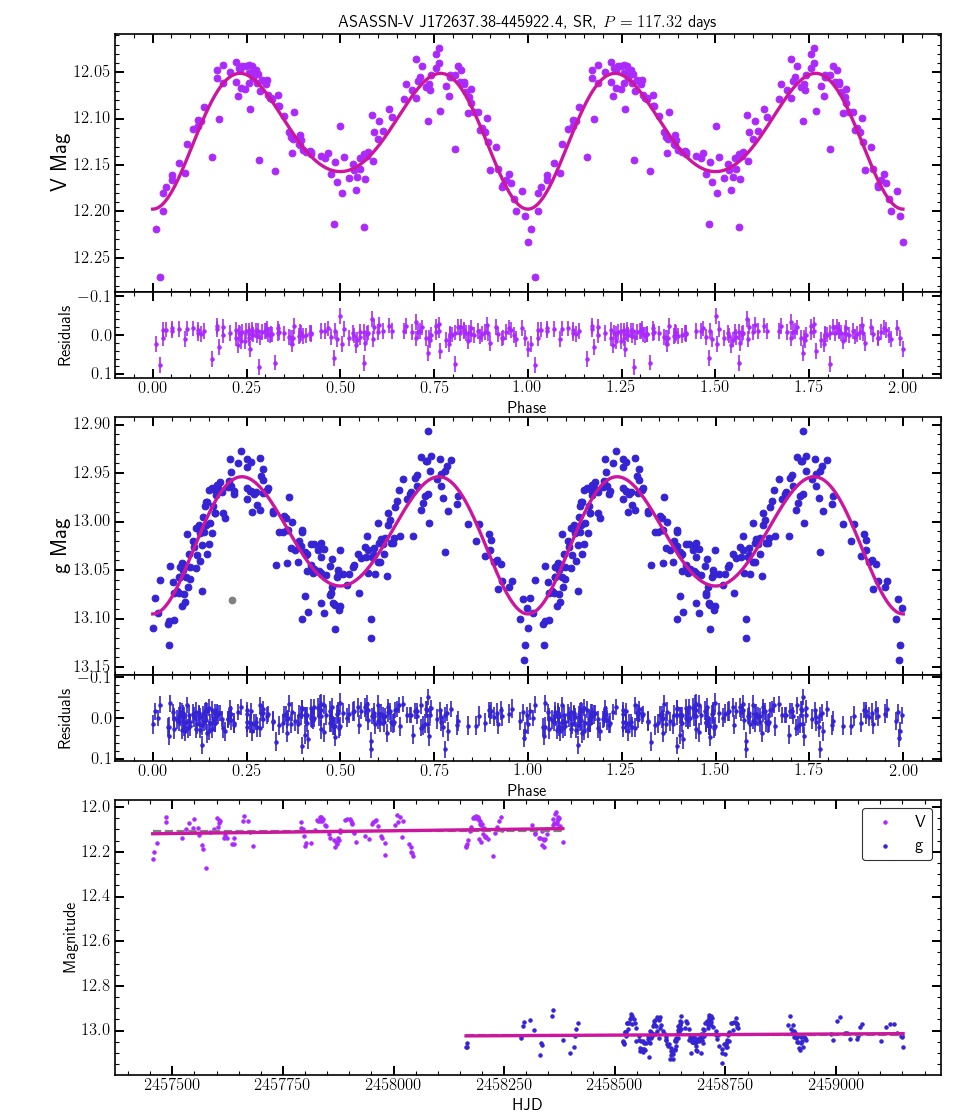 ASASSN-V J172637.38-445922.4, SR, P = 117.32 days
12.05
12.10
12.15
12.20
12.25
V Mag
−0.1
0.0
0.1
Residuals
0.00 0.25 0.50 0.75 1.00 1.25 1.50 1.75 2.00
Phase
12.90
12.95
13.00
13.05
13.10
13.15
g Mag
−0.1
0.0
0.1
Residuals
0.00 0.25 0.50 0.75 1.00 1.25 1.50 1.75 2.00
Phase
12.0
12.2
12.4
12.6
12.8
13.0
Magnitude
V
g
2457500 2457750 2458000 2458250 2458500 2458750 2459000
HJD